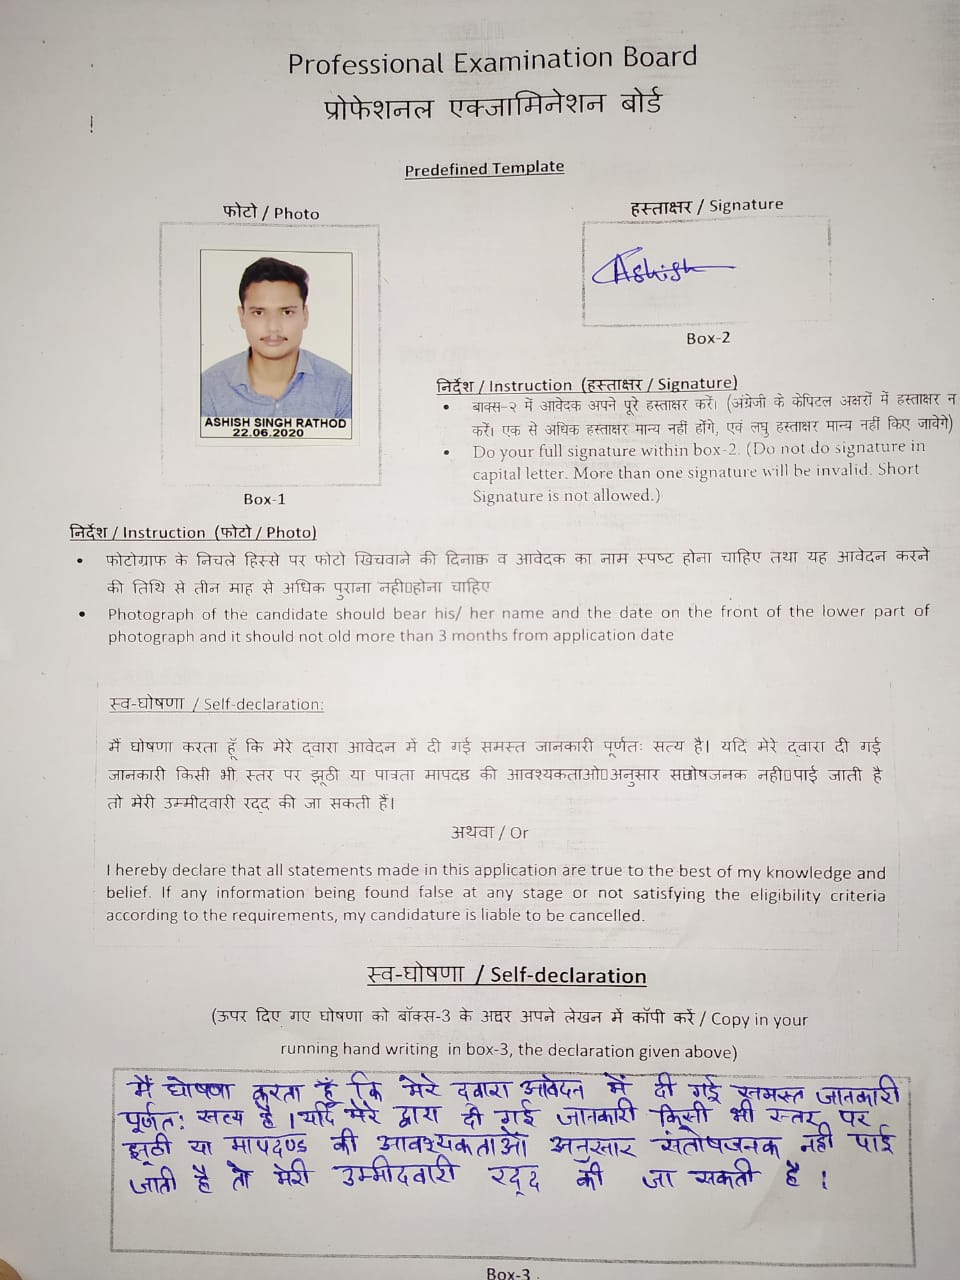 Professional Examination Board
प्रोफेशनल एक्जामिनेशन बोर्ड
Predefined Template
फोटो / Photo
ASHISH SINGH RATHOD
22.06.2020
Box-1
हस्ताक्षर / Signature
Ashish
Box-2
निर्देश / Instruction (हस्ताक्षर / Signature)
• बाक्स-२ में आवेदक अपने पूरे हस्ताक्षर करें। (अंग्रेजी के केपिटल अक्षरों में हस्ताक्षर न
करें। एक से अधिक हस्ताक्षर मान्य नहीं होंगे, एवं लघु हस्ताक्षर मान्य नहीं किए जावेगे)
• Do your full signature within box-2. (Do not do signature in
capital letter. More than one signature will be invalid. Short
Signature is not allowed.)
निर्देश / Instruction (फोटो / Photo)
• फोटोग्राफ के निचले हिस्से पर फोटो खिचवाने की दिनाक व आवेदक का नाम स्पष्ट होना चाहिए तथा यह आवेदन करने
की तिथि से तीन माह से अधिक पुराना नही▯होना चाहिए
• Photograph of the candidate should bear his/ her name and the date on the front of the lower part of
photograph and it should not old more than 3 months from application date
स्व-घोषणा / Self-declaration:
मैं घोषणा करता हूँ कि मेरे द्वारा आवेदन में दी गई समस्त जानकारी पूर्णतः सत्य है। यदि मेरे द्वारा दी गई
जानकारी किसी भी स्तर पर झूठी या पात्रता मापदड की आवश्यकताओ▯अनुसार सतोषजनक नही▯पाई जाती है
तो मेरी उम्मीदवारी रद्द की जा सकती हैं।
अथवा / Or
I hereby declare that all statements made in this application are true to the best of my knowledge and
belief. If any information being found false at any stage or not satisfying the eligibility criteria
according to the requirements, my candidature is liable to be cancelled.
स्व-घोषणा / Self-declaration
(ऊपर दिए गए घोषणा को बॉक्स-3 के अदर अपने लेखन में कॉपी करें / Copy in your
running hand writing in box-3, the declaration given above)
मैं घोषणा करता हूँ कि मेरे दवारा आवेदन में दी गई समस्त जानकारी
पूर्णत: सत्य है । यदि मेरे द्वारा दी गई जानकारी किसी भी स्तर पर
झूठी या मापदण्ड की आवश्यकताओ अनुसार संतोषजनक नही पाई
जाती है तो मेरी उम्मीदवारी रद्द की जा सकती है ।
Box-3